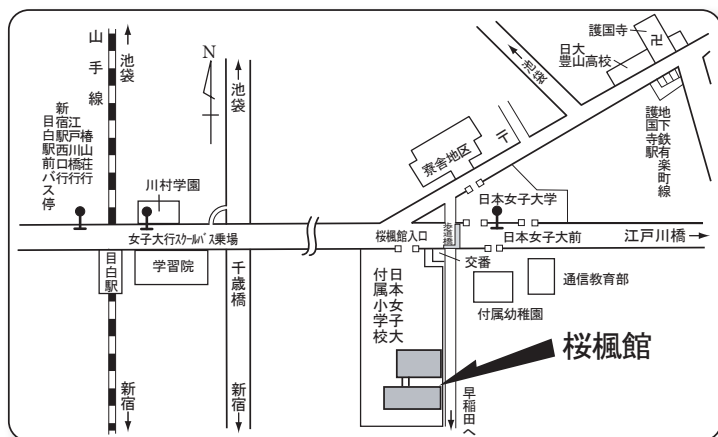 山手線
池袋
N
池袋
池袋
護国寺
卍
日大
豊山高校
地下鉄有楽町線
護国寺駅
〒
寮舎地区
椿山荘行
江戸川橋行
新宿駅西口行
目白駅前バス停
川村学園
日本女子大学
女子大行スクールバス乗場
桜楓館入口
歩道橋
日本女子大前
江戸川橋
目白駅
学習院
千歳橋
交番
日本女子大
付属小学校
付属幼稚園
通信教育部
桜楓館
新宿
新宿
早稲田へ